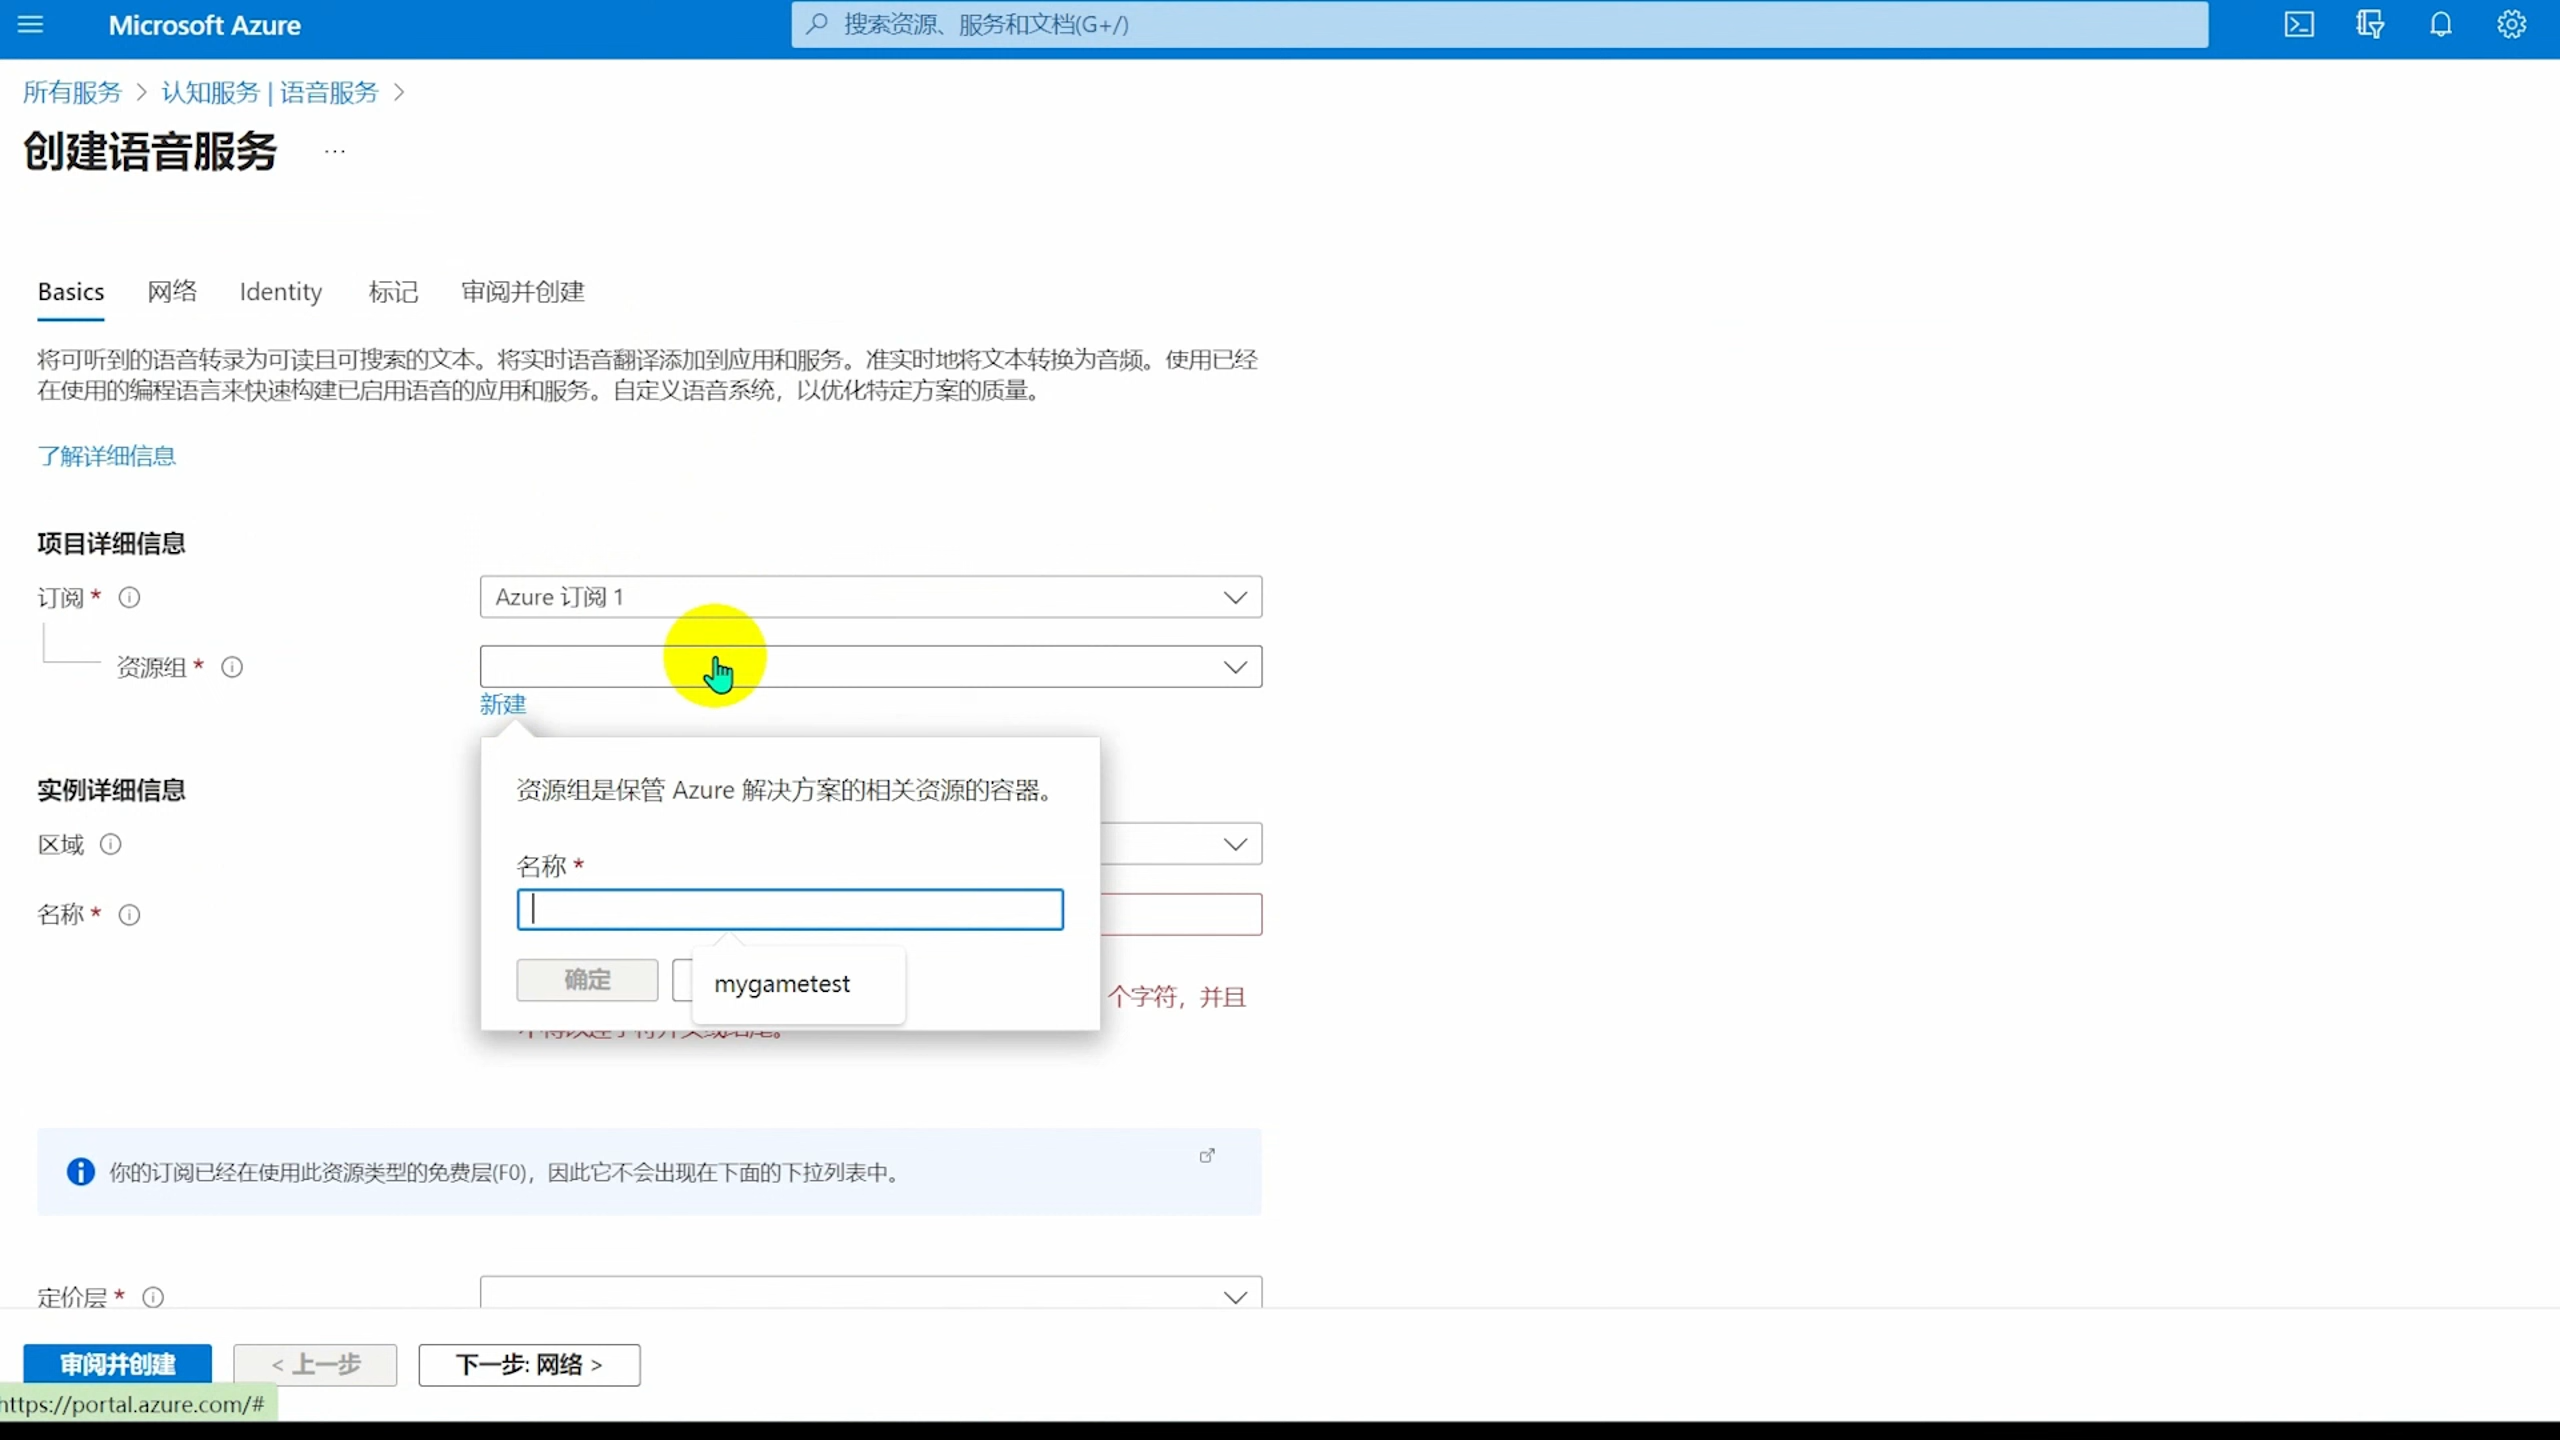 Microsoft Azure
搜索资源、服务和文档(G+/)
所有服务 > 认知服务 | 语音服务 >
创建语音服务 ...
Basics 网络 Identity 标记 审阅并创建
将可听到的语音转录为可读且可搜索的文本。将实时语音翻译添加到应用和服务。准实时地将文本转换为音频。使用已经
在使用的编程语言来快速构建已启用语音的应用和服务。自定义语音系统，以优化特定方案的质量。
了解详细信息
项目详细信息
订阅 * Azure 订阅 1
资源组 *
新建
资源组是保管 Azure 解决方案的相关资源的容器。
实例详细信息
区域
名称 *
名称 *
确定
mygametest
个字符，并且
你的订阅已经在使用此资源类型的免费层(F0)，因此它不会出现在下面的下拉列表中。
定价层 *
审阅并创建 < 上一步 下一步: 网络 >
https://portal.azure.com/#